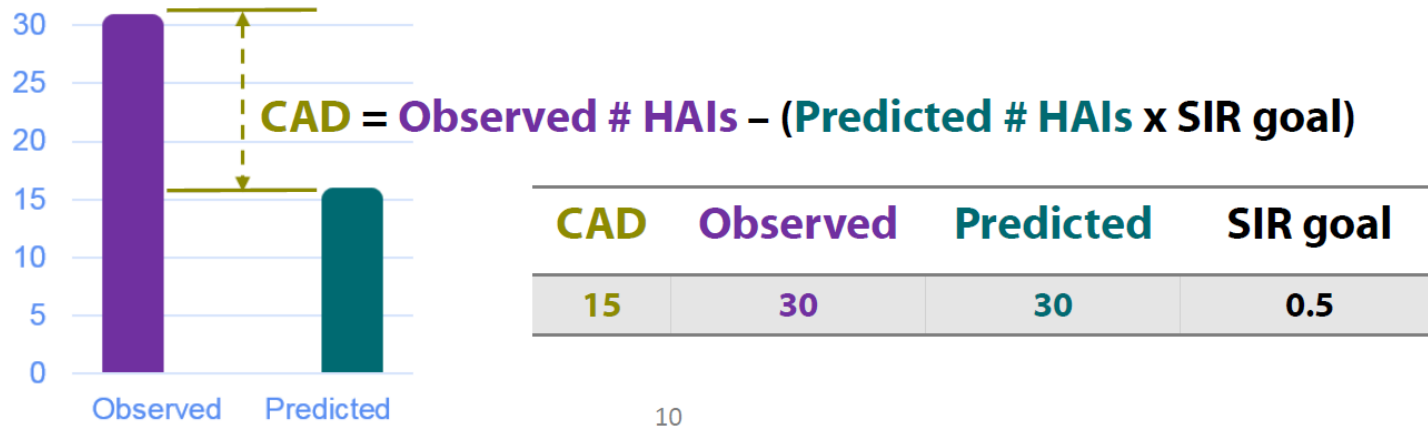 30
25
20
15
10
5
0
Observed Predicted
CAD = Observed # HAIs – (Predicted # HAIs x SIR goal)
CAD Observed Predicted SIR goal
15 30 30 0.5
10